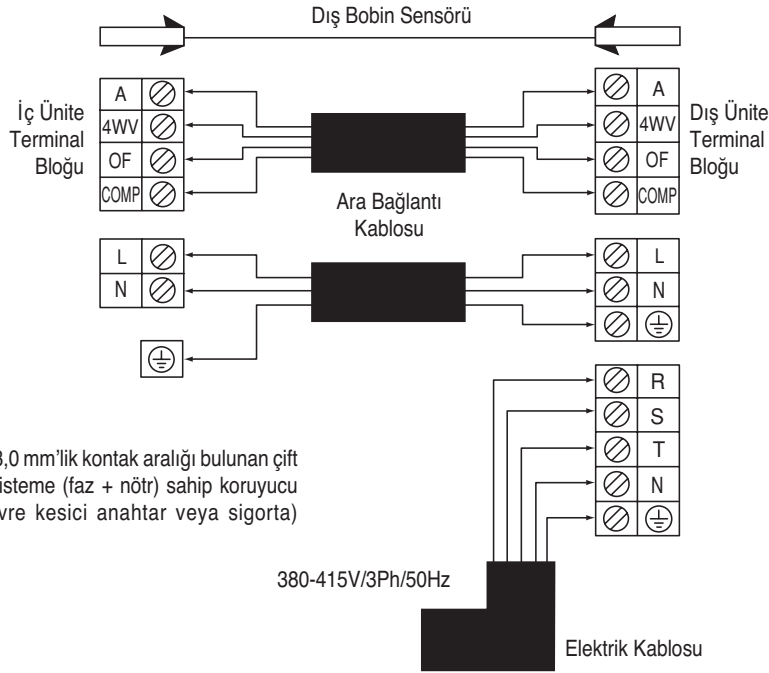 Dış Bobin Sensörü
İç Ünite
Terminal
Bloğu
A
4WV
OF
COMP
Ara Bağlantı
Kablosu
A
4WV
OF
COMP
Dış Ünite
Terminal
Bloğu
L
N
L
N
R
S
T
N
3,0 mm'lik kontak aralığı bulunan çift
isteme (faz + nötr) sahip koruyucu
vre kesici anahtar veya sigorta)
380-415V/3Ph/50Hz
Elektrik Kablosu